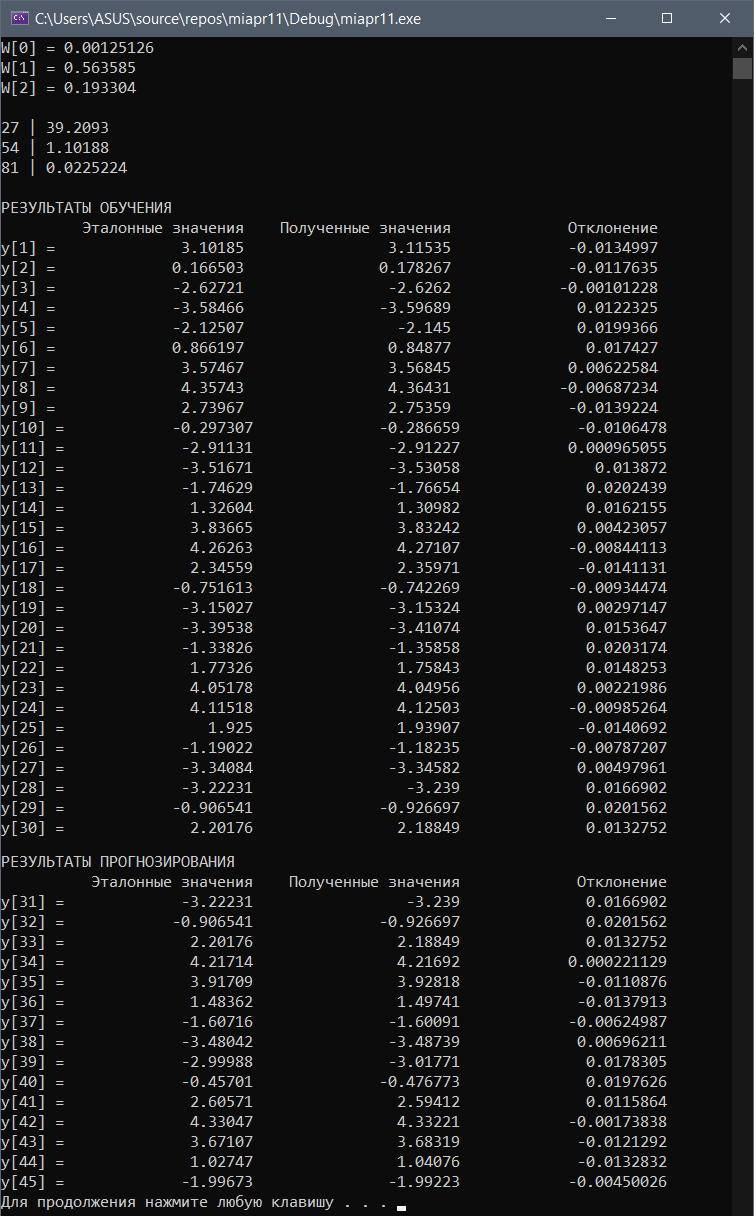 C:\Users\ASUS\source\repos\miapr11\Debug\miapr11.exe
W[0] = 0.00125126
W[1] = 0.563585
W[2] = 0.193304
27 | 39.2093
54 | 1.10188
81 | 0.0225224
РЕЗУЛЬТАТЫ ОБУЧЕНИЯ
Эталонные значения Полученные значения Отклонение
y[1] = 3.10185 3.11535 -0.0134997
y[2] = 0.166503 0.178267 -0.0117635
y[3] = -2.62721 -2.6262 -0.00101228
y[4] = -3.58466 -3.59689 0.0122325
y[5] = -2.12507 -2.145 0.0199366
y[6] = 0.866197 0.84877 0.017427
y[7] = 3.57467 3.56845 0.00622584
y[8] = 4.35743 4.36431 -0.00687234
y[9] = 2.73967 2.75359 -0.0139224
y[10] = -0.297307 -0.286659 -0.0106478
y[11] = -2.91131 -2.91227 0.000965055
y[12] = -3.51671 -3.53058 0.013872
y[13] = -1.74629 -1.76654 0.0202439
y[14] = 1.32604 1.30982 0.0162155
y[15] = 3.83665 3.83242 0.00423057
y[16] = 4.26263 4.27107 -0.00844113
y[17] = 2.34559 2.35971 -0.0141131
y[18] = -0.751613 -0.742269 -0.00934474
y[19] = -3.15027 -3.15324 0.00297147
y[20] = -3.39538 -3.41074 0.0153647
y[21] = -1.33826 -1.35858 0.0203174
y[22] = 1.77326 1.75843 0.0148253
y[23] = 4.05178 4.04956 0.00221986
y[24] = 4.11518 4.12503 -0.00985264
y[25] = 1.925 1.93907 -0.0140692
y[26] = -1.19022 -1.18235 -0.00787207
y[27] = -3.34084 -3.34582 0.00497961
y[28] = -3.22231 -3.239 0.0166902
y[29] = -0.906541 -0.926697 0.0201562
y[30] = 2.20176 2.18849 0.0132752
РЕЗУЛЬТАТЫ ПРОГНОЗИРОВАНИЯ
Эталонные значения Полученные значения Отклонение
y[31] = -3.22231 -3.239 0.0166902
y[32] = -0.906541 -0.926697 0.0201562
y[33] = 2.20176 2.18849 0.0132752
y[34] = 4.21714 4.21692 0.000221129
y[35] = 3.91709 3.92818 -0.0110876
y[36] = 1.48362 1.49741 -0.0137913
y[37] = -1.60716 -1.60091 -0.00624987
y[38] = -3.48042 -3.48739 0.00696211
y[39] = -2.99988 -3.01771 0.0178305
y[40] = -0.45701 -0.476773 0.0197626
y[41] = 2.60571 2.59412 0.0115864
y[42] = 4.33047 4.33221 -0.00173838
y[43] = 3.67107 3.68319 -0.0121292
y[44] = 1.02747 1.04076 -0.0132832
y[45] = -1.99673 -1.99223 -0.00450026
Для продолжения нажмите любую клавишу . . .